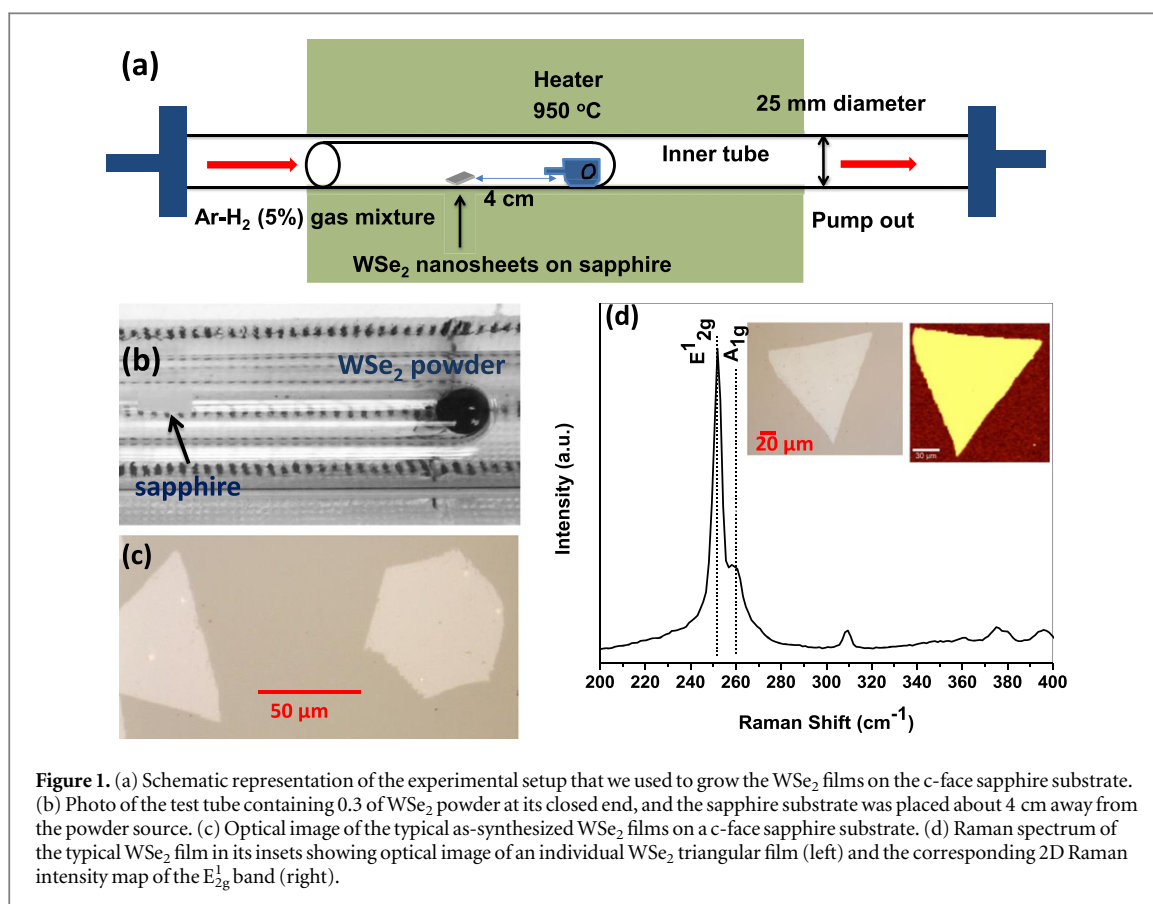 (a)
Heater
950 °C
25 mm diameter
Inner tube
4 cm
Ar-H₂ (5%) gas mixture
Pump out
WSe₂ nanosheets on sapphire
(b)
WSe₂ powder
sapphire
(c)
50 µm
(d)
E¹₂g
A₁g
20 µm
30 µm
Intensity (a.u.)
200 220 240 260 280 300 320 340 360 380 400
Raman Shift (cm⁻¹)
Figure 1. (a) Schematic representation of the experimental setup that we used to grow the WSe₂ films on the c-face sapphire substrate.
(b) Photo of the test tube containing 0.3 of WSe₂ powder at its closed end, and the sapphire substrate was placed about 4 cm away from
the powder source. (c) Optical image of the typical as-synthesized WSe₂ films on a c-face sapphire substrate. (d) Raman spectrum of
the typical WSe₂ film in its insets showing optical image of an individual WSe₂ triangular film (left) and the corresponding 2D Raman
intensity map of the E¹₂g band (right).